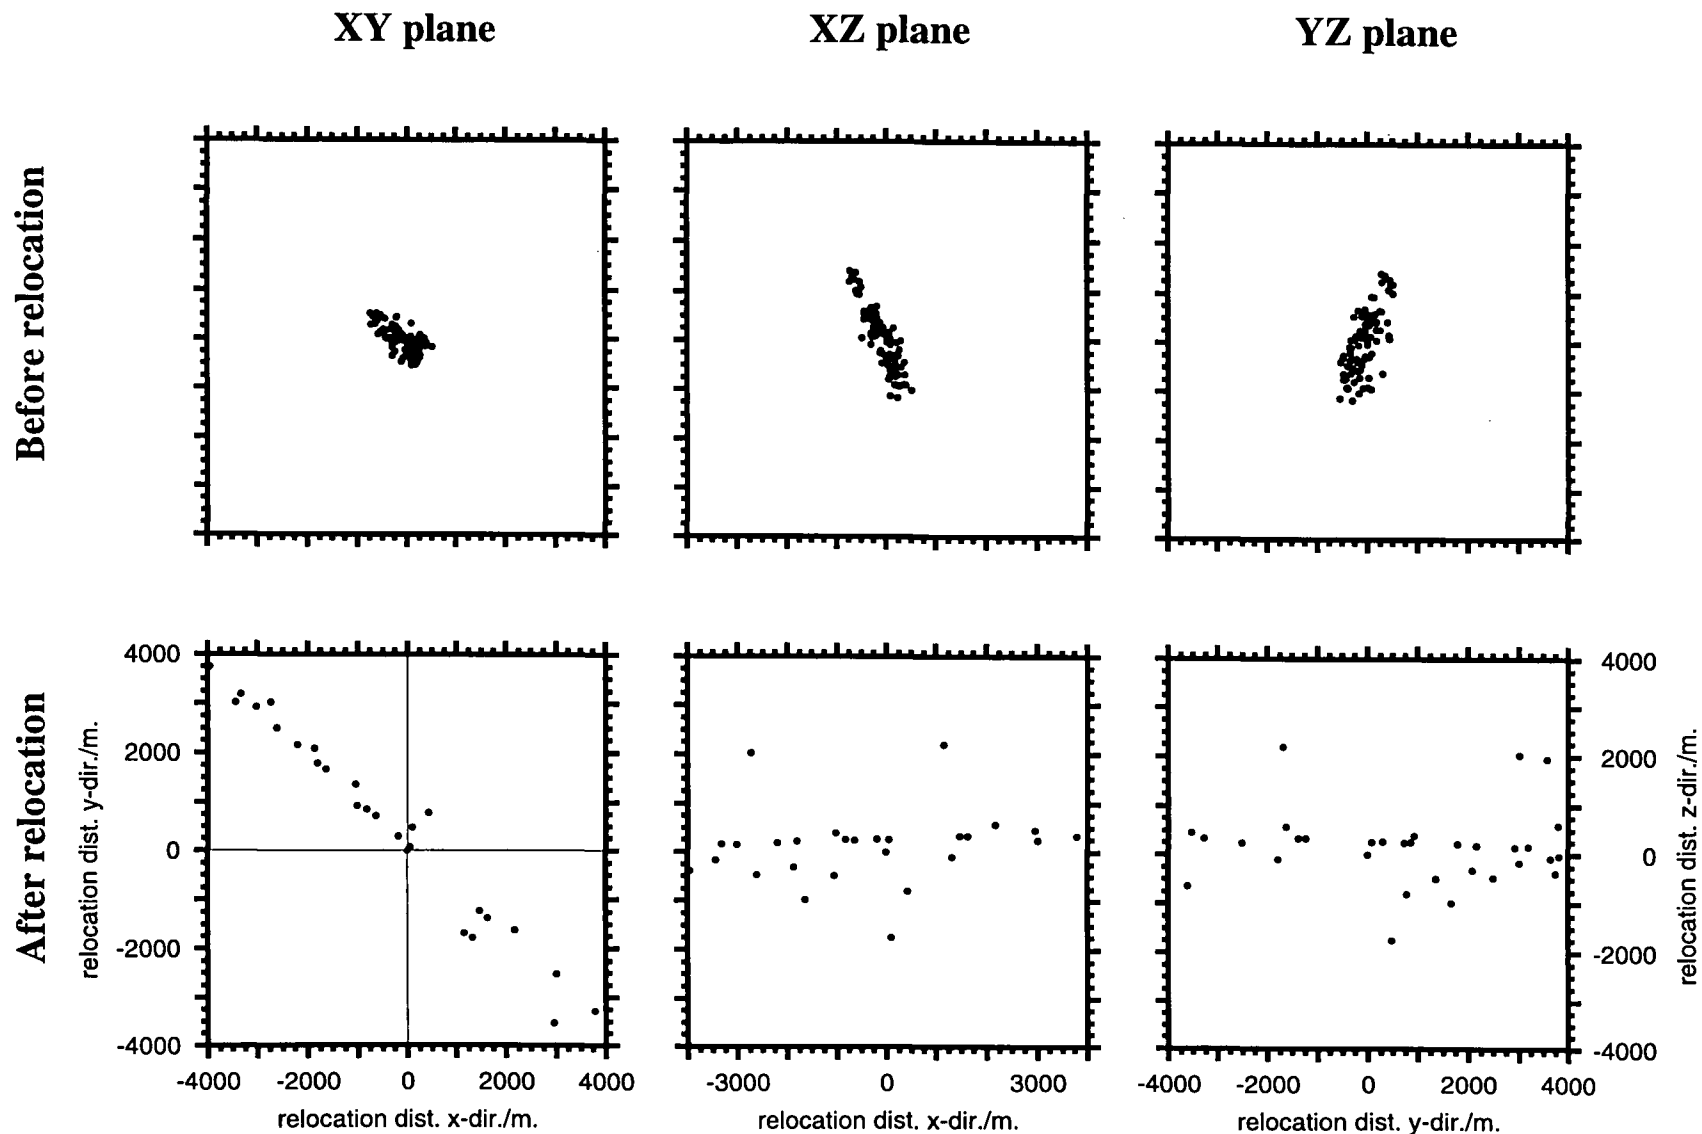 XY plane
XZ plane
YZ plane
Before relocation
After relocation
relocation dist. y-dir./m.
4000
2000
0
-2000
-4000
-4000
-2000
0
2000
4000
relocation dist. x-dir./m.
-3000
0
3000
relocation dist. x-dir./m.
-4000
-2000
0
2000
4000
relocation dist. y-dir./m.
4000
2000
0
-2000
-4000
relocation dist. z-dir./m.